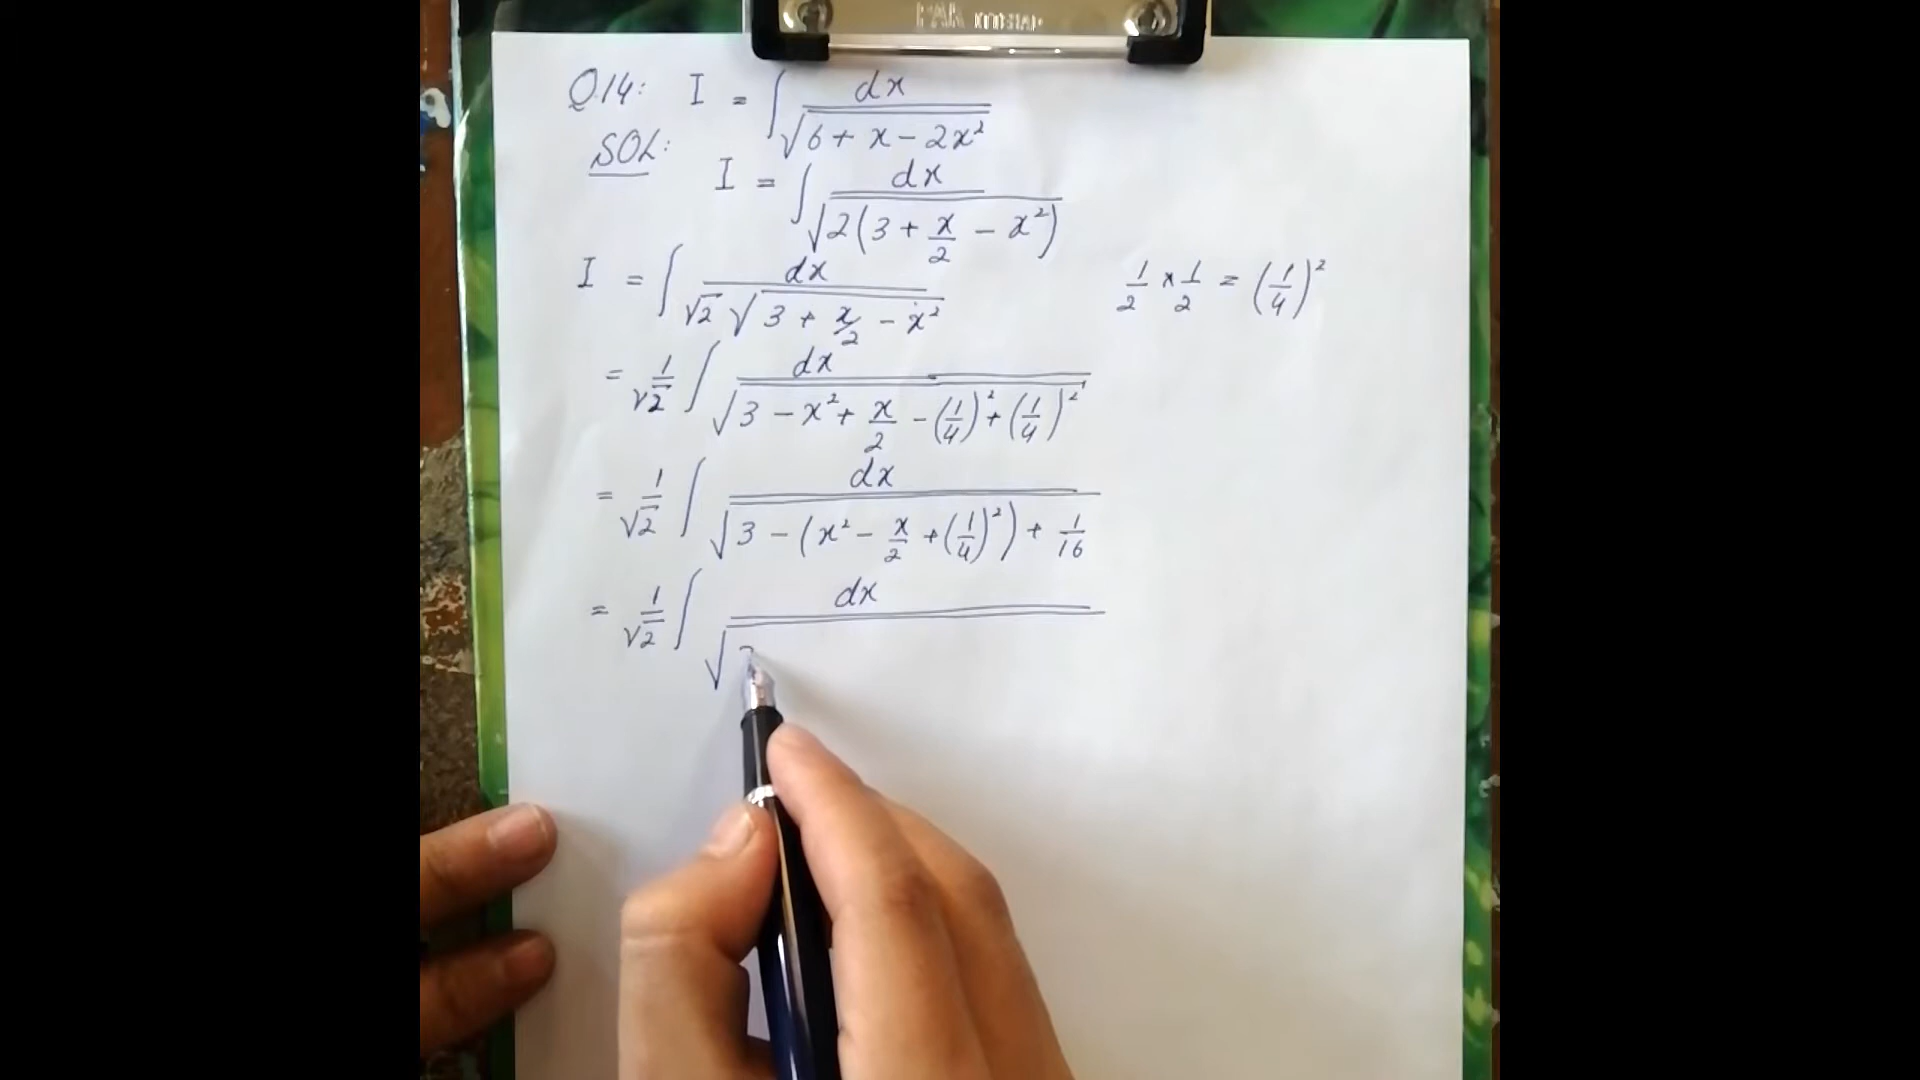 Q.14: I = ∫ dx / √(6 + x - 2x²)
SOL:
I = ∫ dx / √(2(3 + x/2 - x²))
I = ∫ dx / (√2 √(3 + x/2 - x²))
1/2 × 1/2 = (1/4)²
= 1/√2 ∫ dx / √(3 - x² + x/2 - (1/4)² + (1/4)²)
= 1/√2 ∫ dx / √(3 - (x² - x/2 + (1/4)²) + 1/16)
= 1/√2 ∫ dx / √